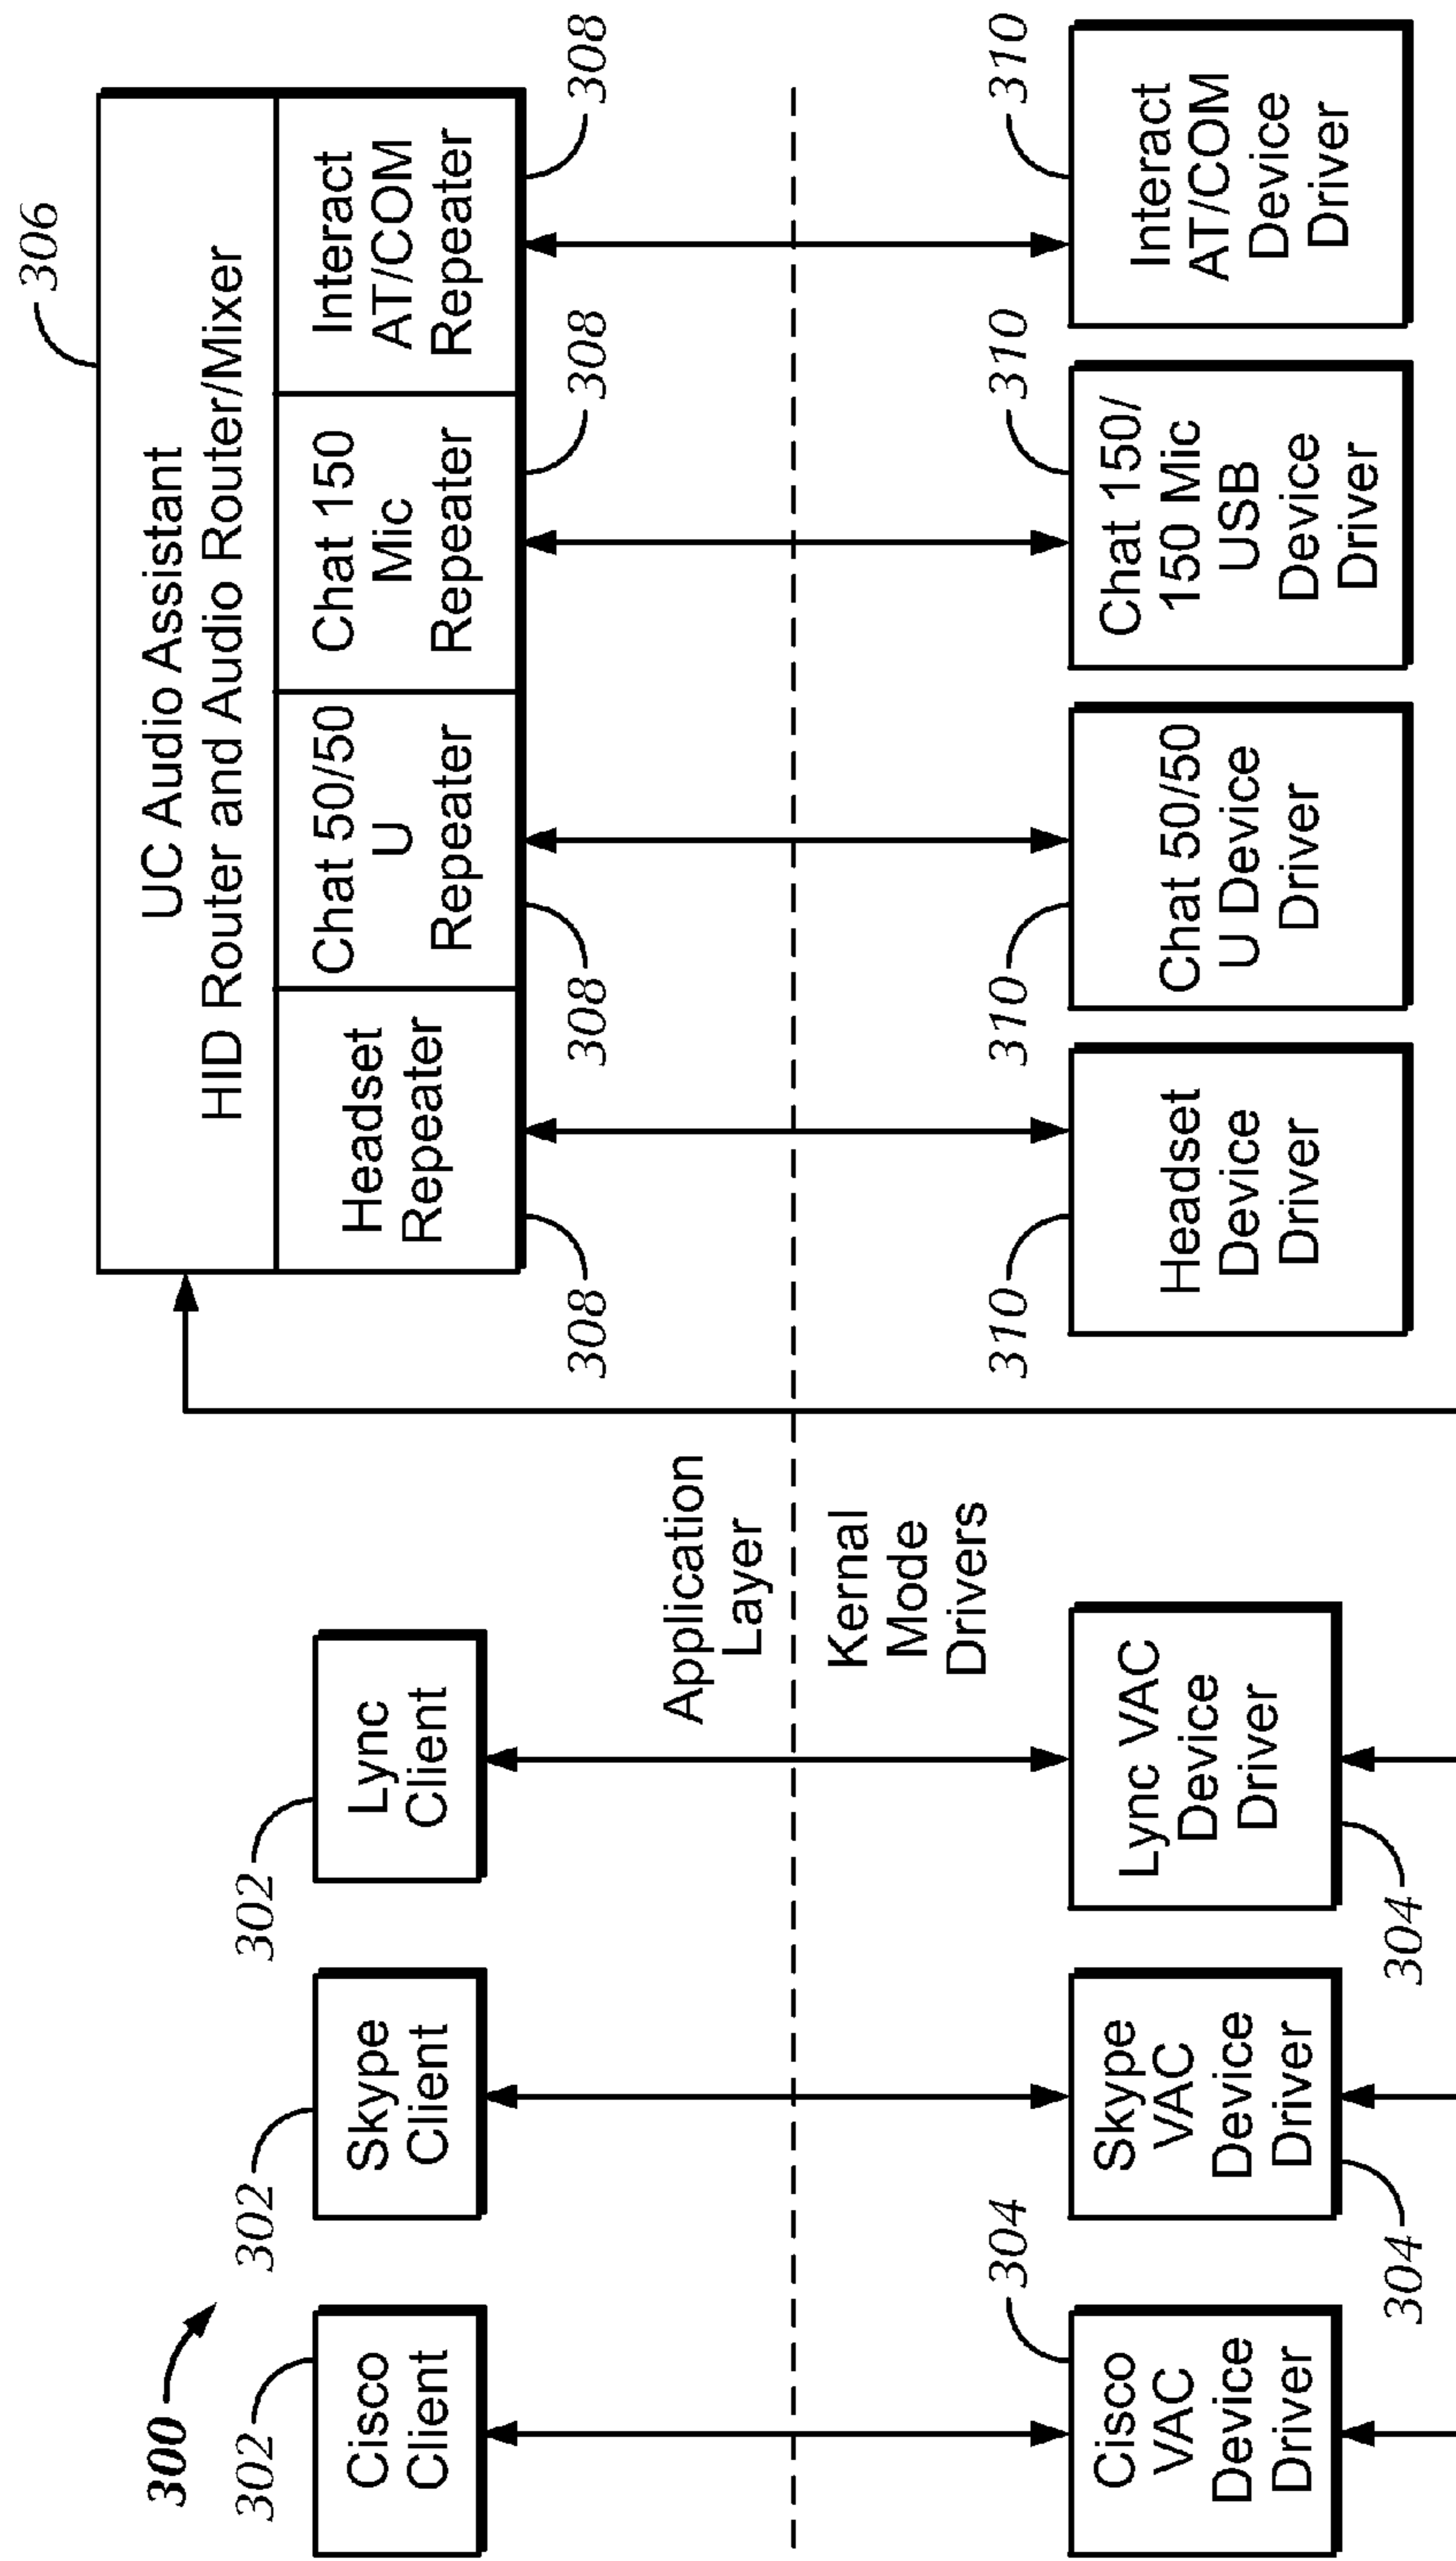 300
302
Cisco
Client
302
Skype
Client
302
Lync
Client
306
UC Audio Assistant
HID Router and Audio Router/Mixer
Headset
Repeater
Chat 50/50
U
Repeater
Chat 150
Mic
Repeater
Interact
AT/COM
Repeater
308
308
308
308
Application
Layer
Kernal
Mode
Drivers
304
Cisco
VAC
Device
Driver
Skype
VAC
Device
Driver
304
Lync VAC
Device
Driver
304
310
Headset
Device
Driver
310
Chat 50/50
U Device
Driver
310
Chat 150/
150 Mic
USB
Device
Driver
310
Interact
AT/COM
Device
Driver